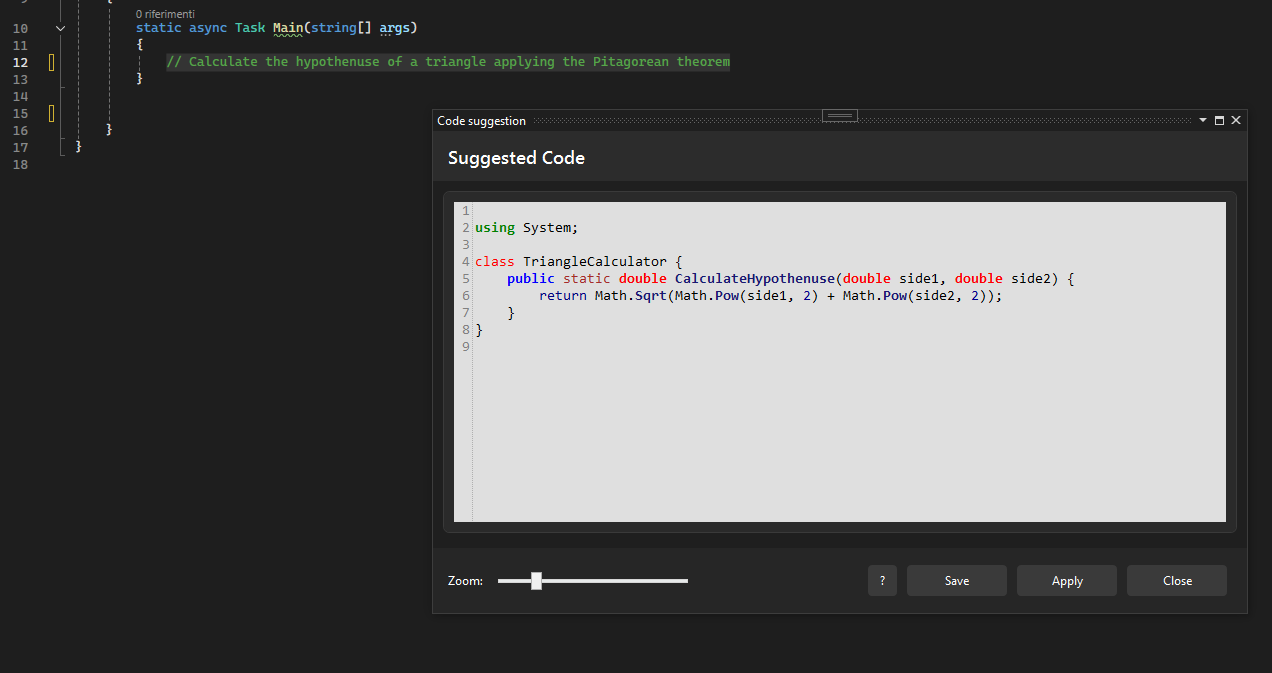 0 riferimenti
10 static async Task Main(string[] args)
11 {
12 // Calculate the hypothenuse of a triangle applying the Pitagorean theorem
13 }
14
15
16 }
17 }
18
Code suggestion
Suggested Code
1
2 using System;
3
4 class TriangleCalculator {
5 public static double CalculateHypothenuse(double side1, double side2) {
6 return Math.Sqrt(Math.Pow(side1, 2) + Math.Pow(side2, 2));
7 }
8 }
9
Zoom:
? Save Apply Close